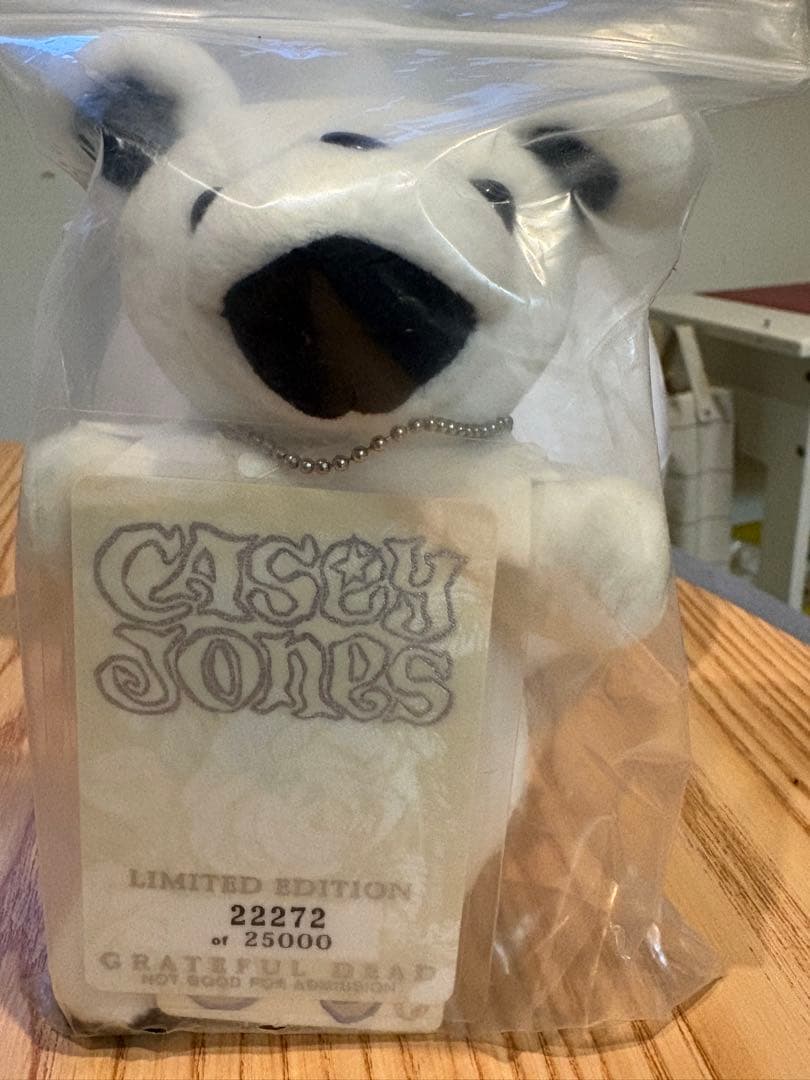 CASEY
JONES
LIMITED EDITION
22272
of 25000
GRATEFUL DEAD
NOT GOOD FOR ADMISSION